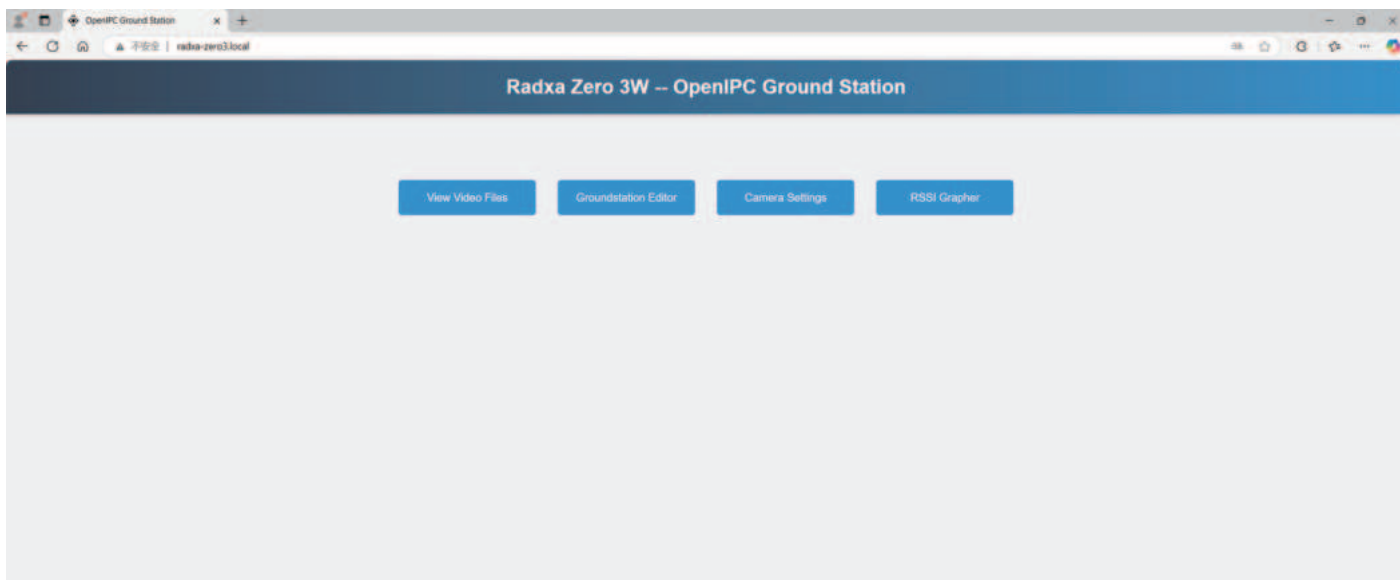 OpenIPC Ground Station
不安全 radxa-zero3.local
Radxa Zero 3W -- OpenIPC Ground Station
View Video Files
Groundstation Editor
Camera Settings
RSSI Grapher